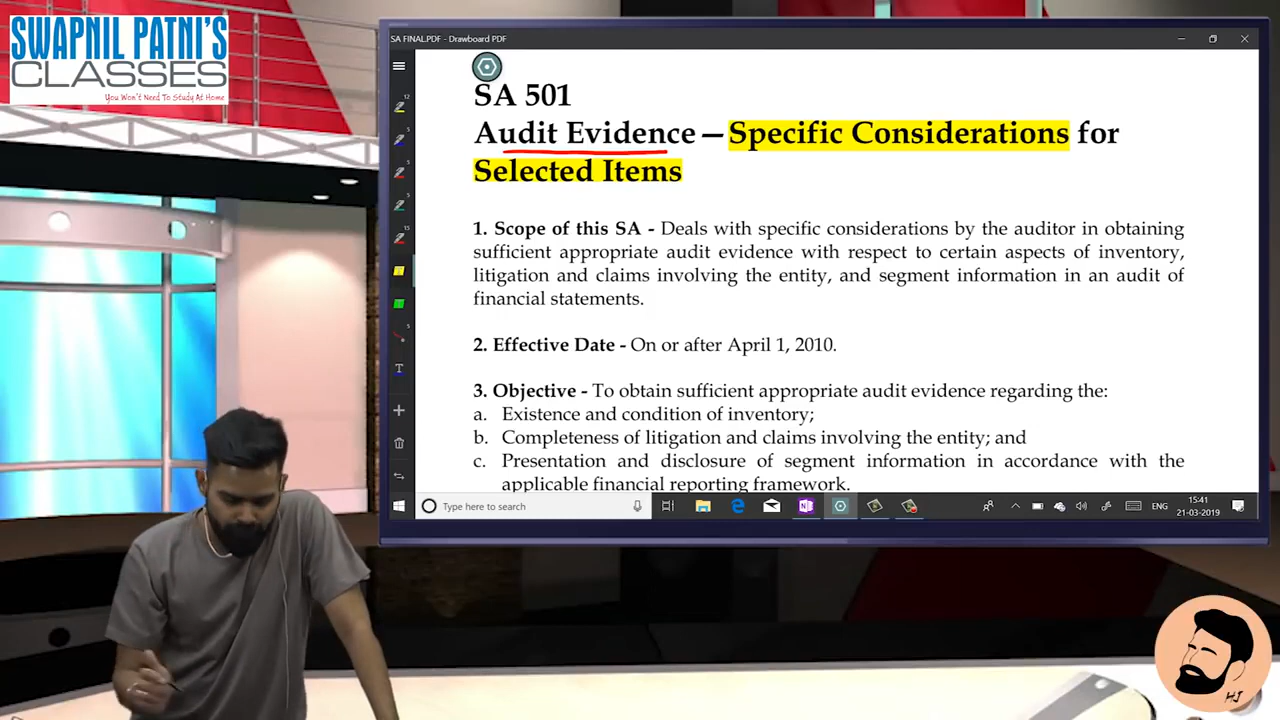 SWAPNIL PATNI'S
CLASSES
You Won't Need To Study At Home
SA FINAL.PDF - Drawboard PDF
SA 501
Audit Evidence—Specific Considerations for
Selected Items
1. Scope of this SA - Deals with specific considerations by the auditor in obtaining
sufficient appropriate audit evidence with respect to certain aspects of inventory,
litigation and claims involving the entity, and segment information in an audit of
financial statements.
2. Effective Date - On or after April 1, 2010.
3. Objective - To obtain sufficient appropriate audit evidence regarding the:
a. Existence and condition of inventory;
b. Completeness of litigation and claims involving the entity; and
c. Presentation and disclosure of segment information in accordance with the
applicable financial reporting framework.
Type here to search
ENG
15:41
21-03-2019
HJ